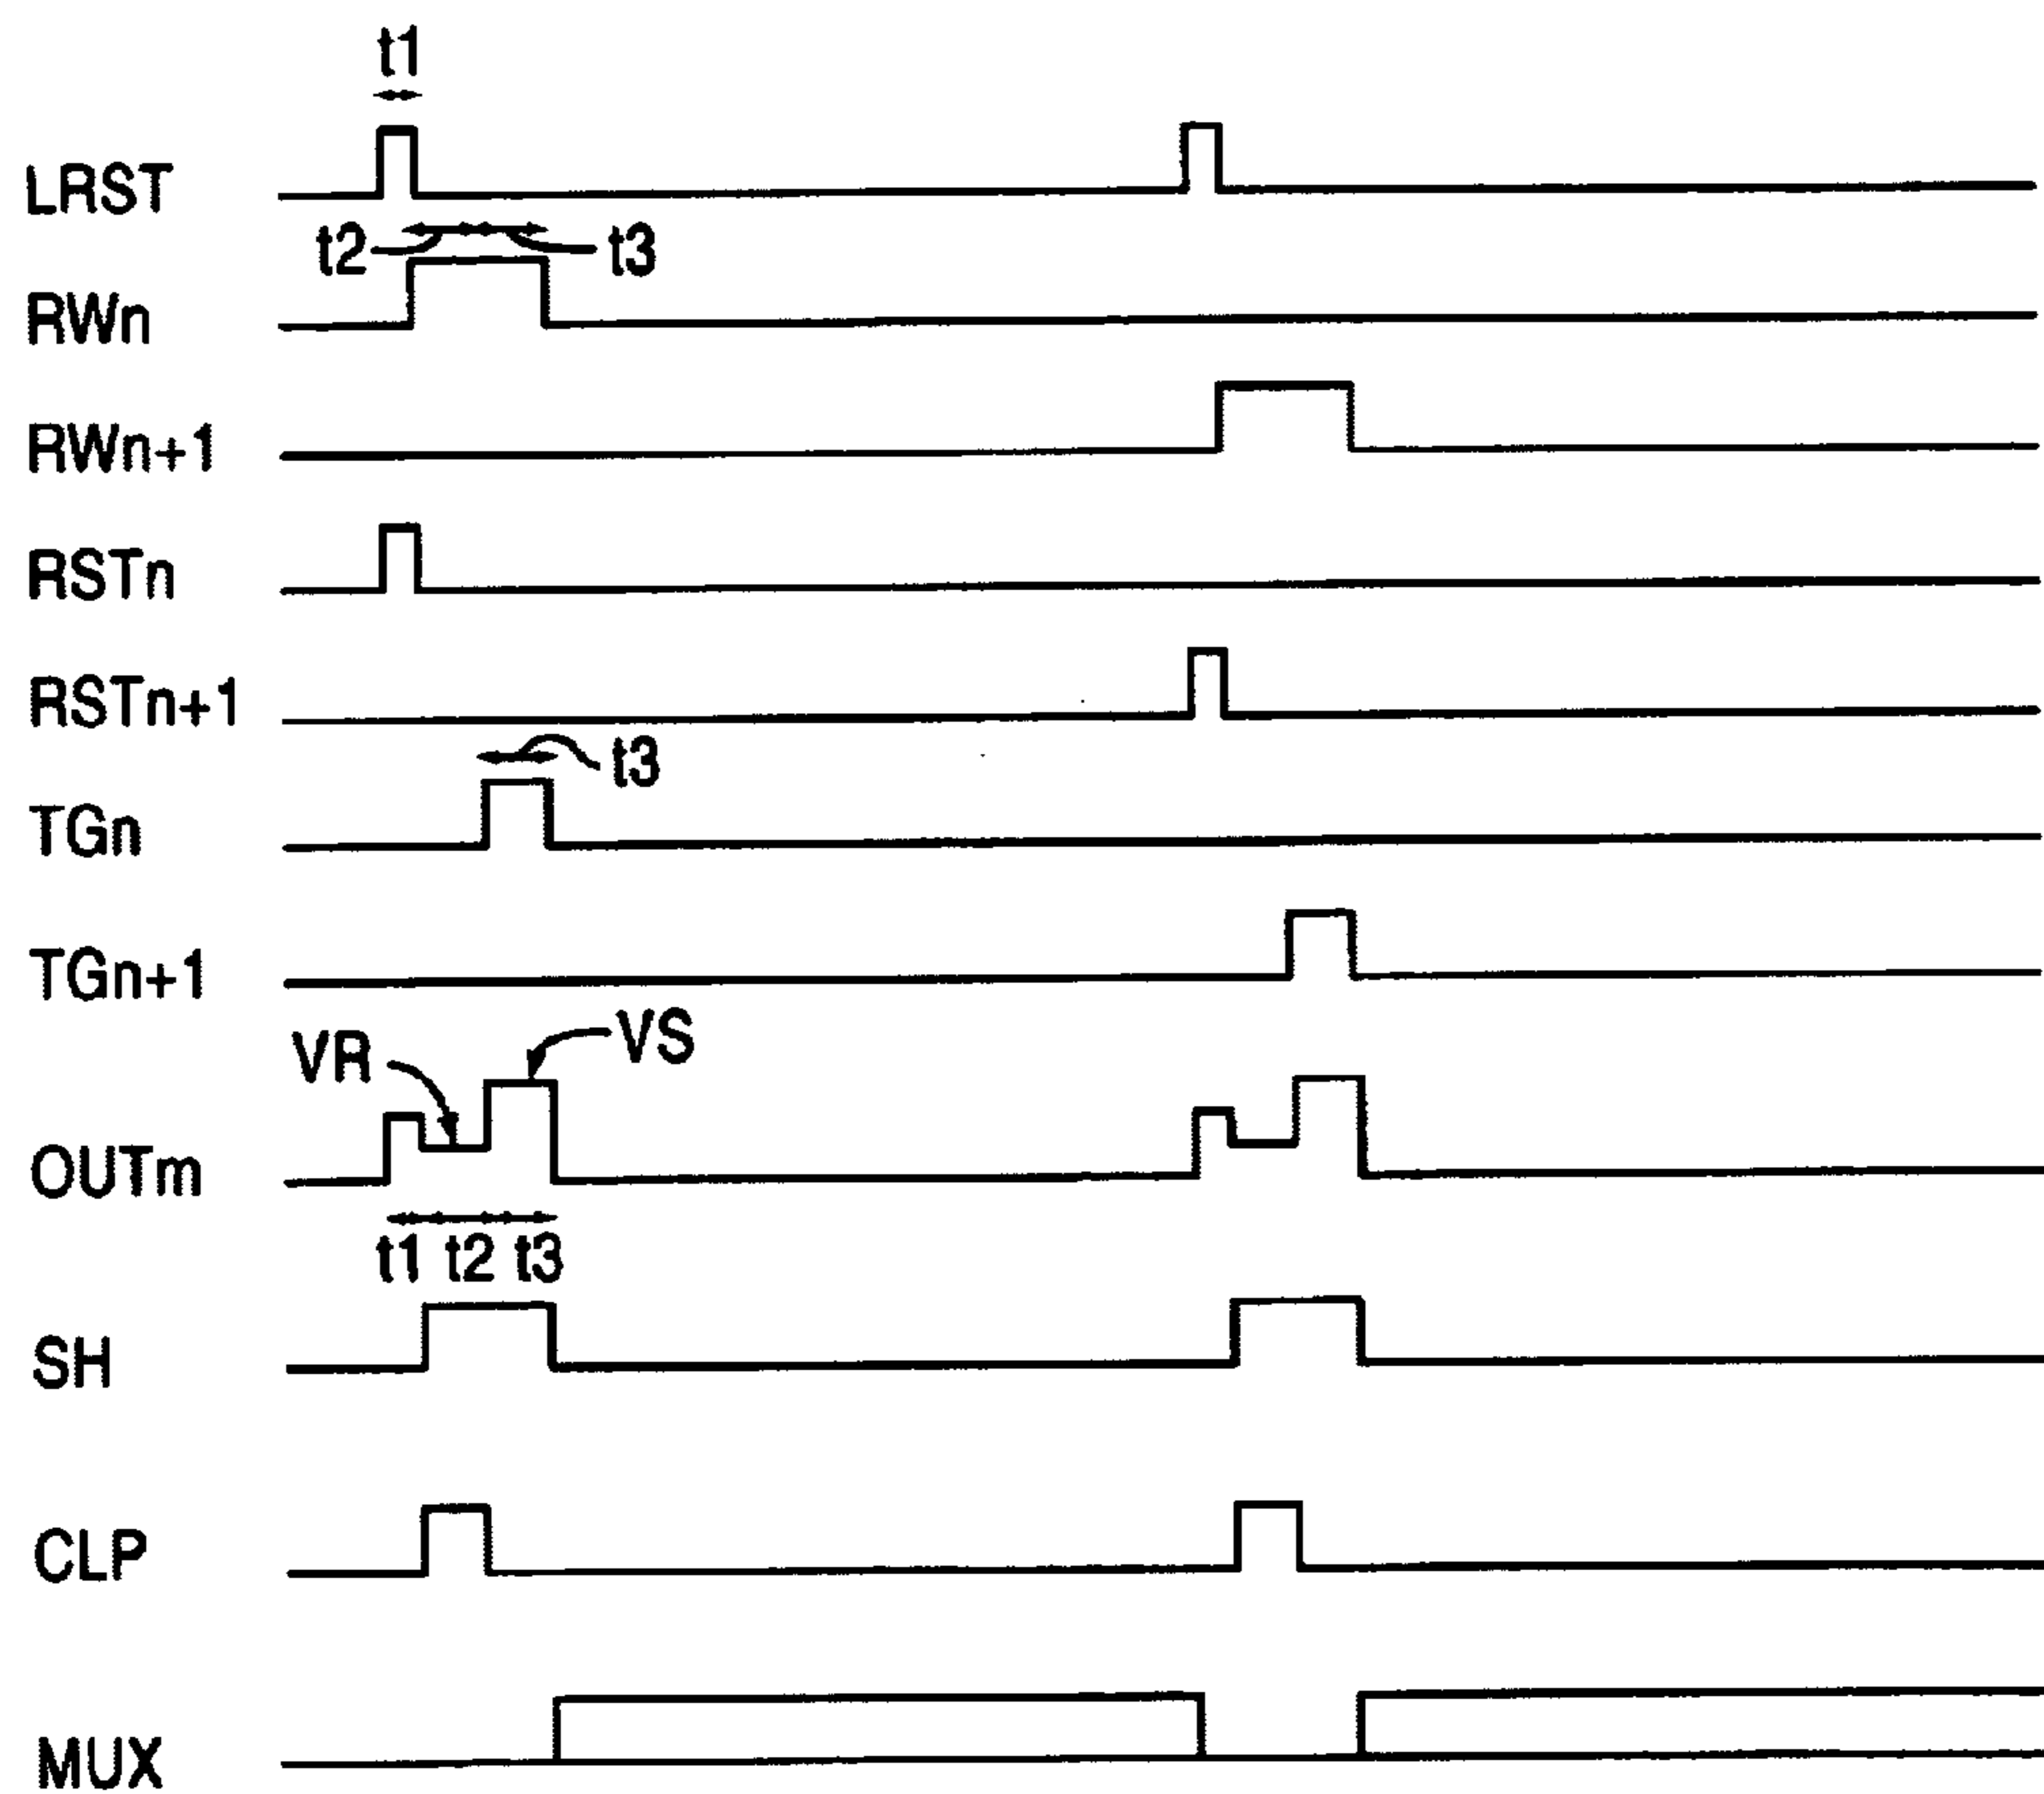 t1
LRST
t2 t3
RWn
RWn+1
RSTn
RSTn+1
t3
TGn
TGn+1
VR VS
OUTm
t1 t2 t3
SH
CLP
MUX